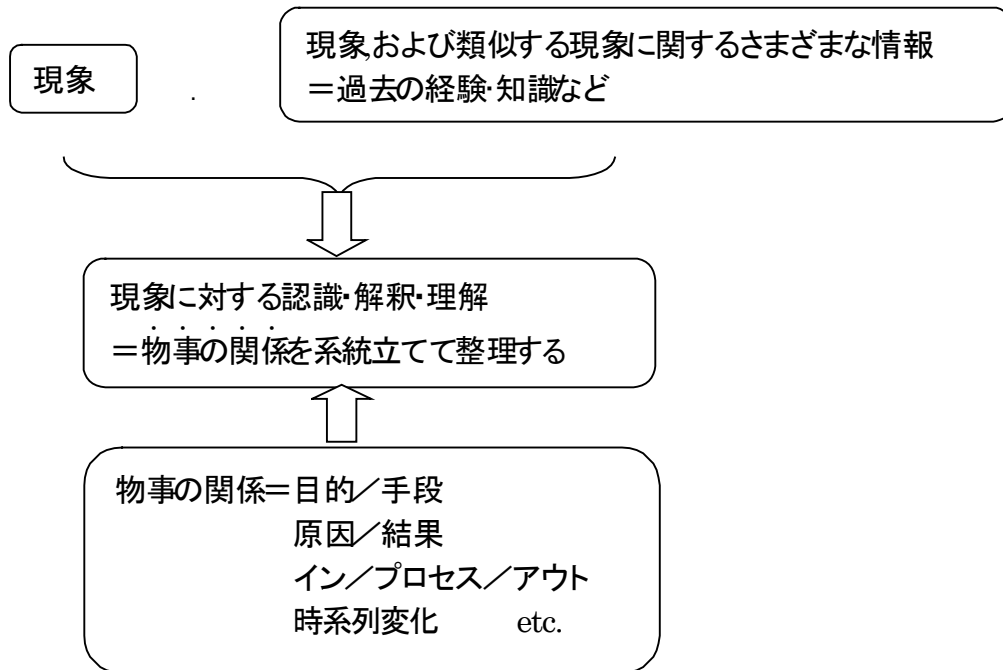 現象
現象,および類似する現象に関するさまざまな情報
＝過去の経験・知識など
現象に対する認識・解釈・理解
＝物事の関係を系統立てて整理する
物事の関係＝目的／手段
原因／結果
イン／プロセス／アウト
時系列変化 etc.